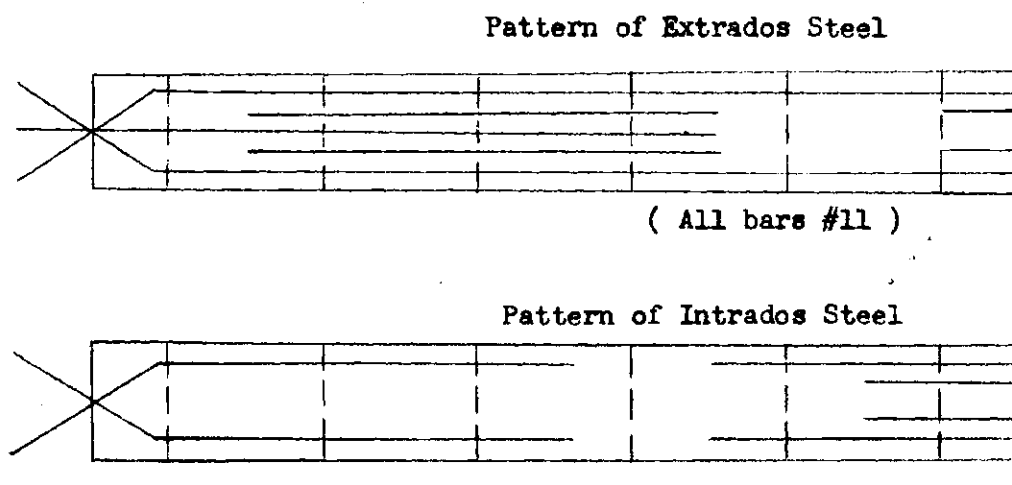 Pattern of Extrados Steel
( All bars #11 )
Pattern of Intrados Steel